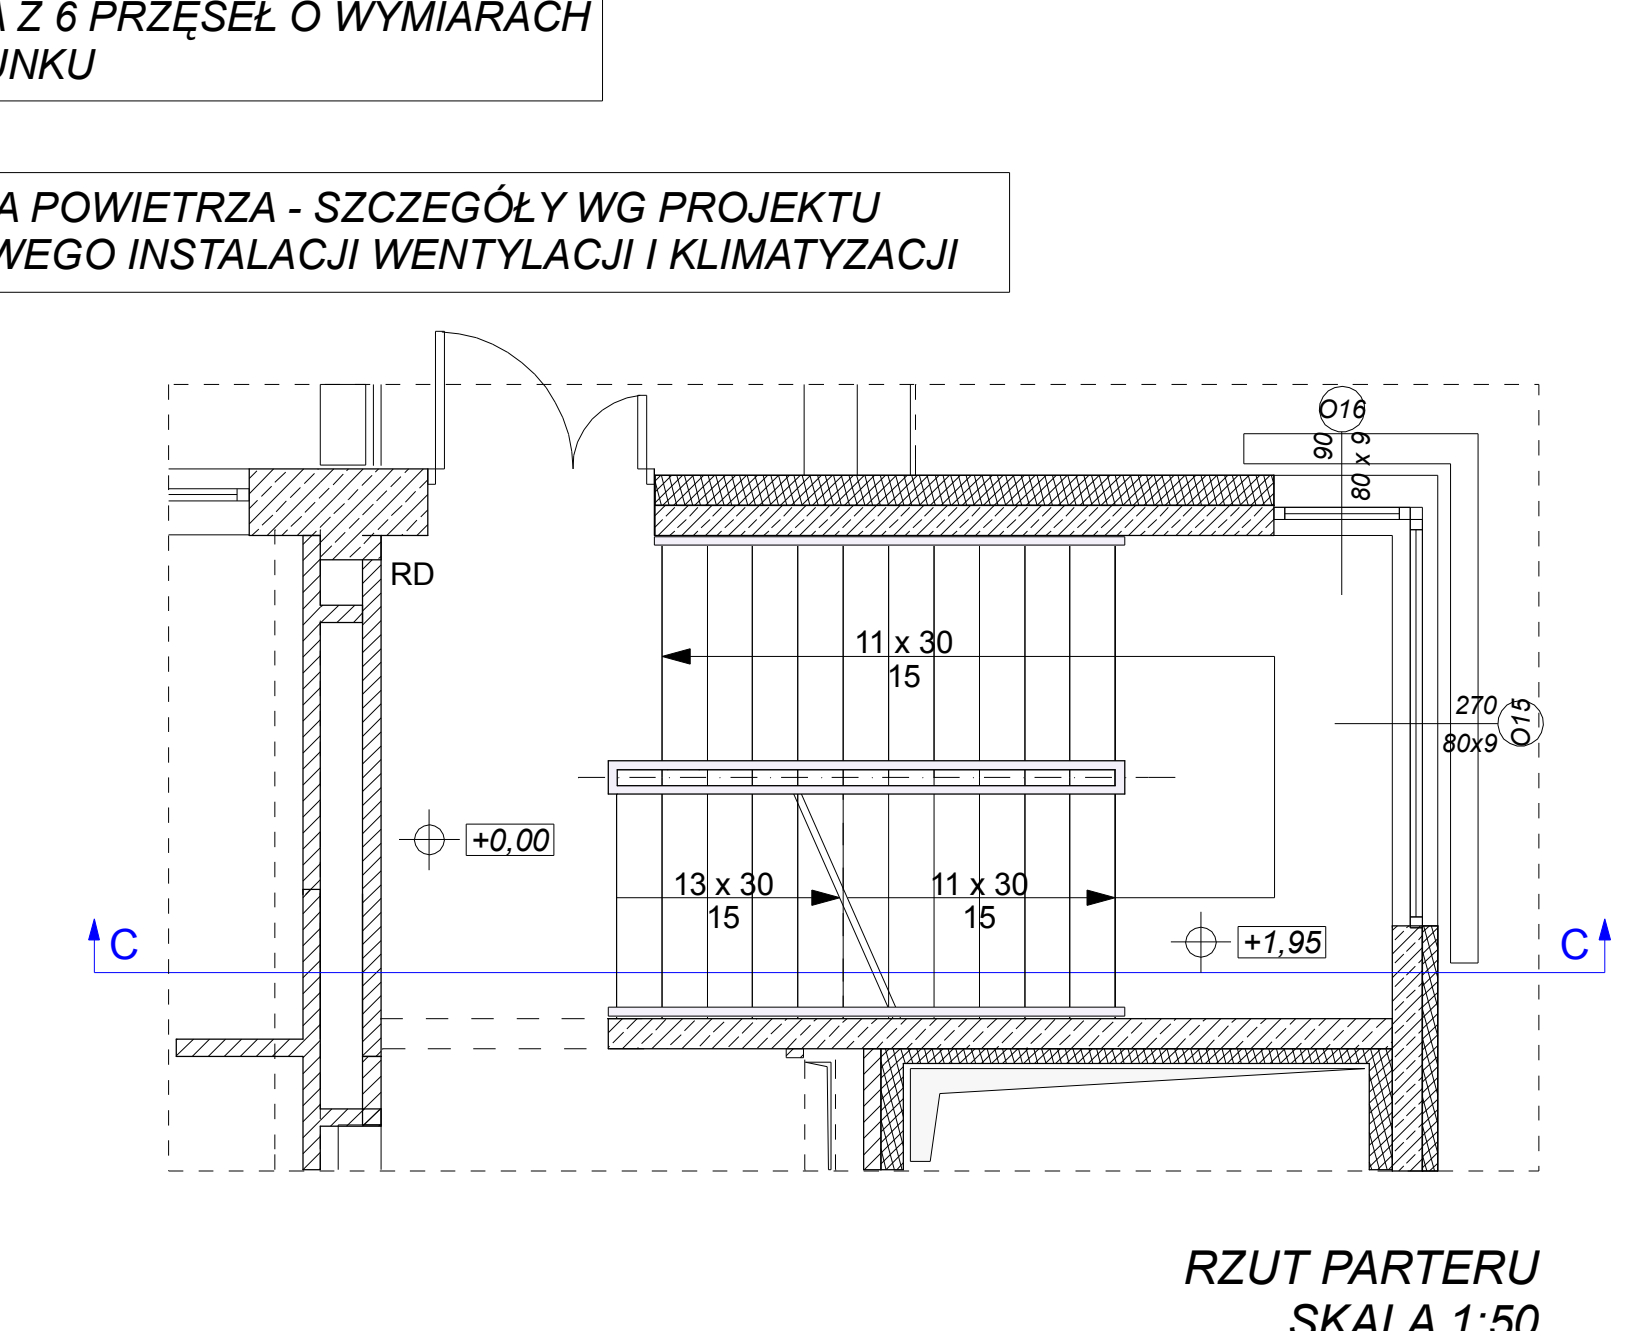 A Z 6 PRZĘSEŁ O WYMIARACH
UNKU
A POWIETRZA - SZCZEGÓŁY WG PROJEKTU
WEGO INSTALACJI WENTYLACJI I KLIMATYZACJI
O16
90
80 x 9
RD
11 x 30
15
270
80x9
O15
+0,00
13 x 30
15
11 x 30
15
+1,95
C
C
RZUT PARTERU
SKALA 1:50